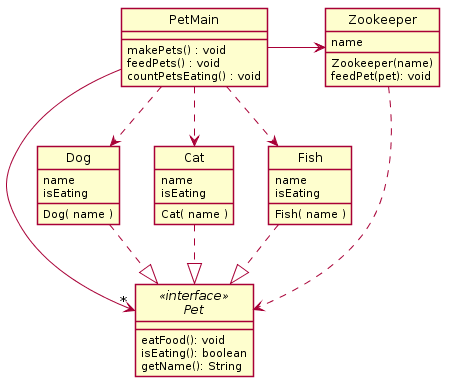 PetMain
makePets() : void
feedPets() : void
countPetsEating() : void
Zookeeper
name
Zookeeper(name)
feedPet(pet): void
Dog
name
isEating
Dog( name )
Cat
name
isEating
Cat( name )
Fish
name
isEating
Fish( name )
*
«interface»
Pet
eatFood(): void
isEating(): boolean
getName(): String